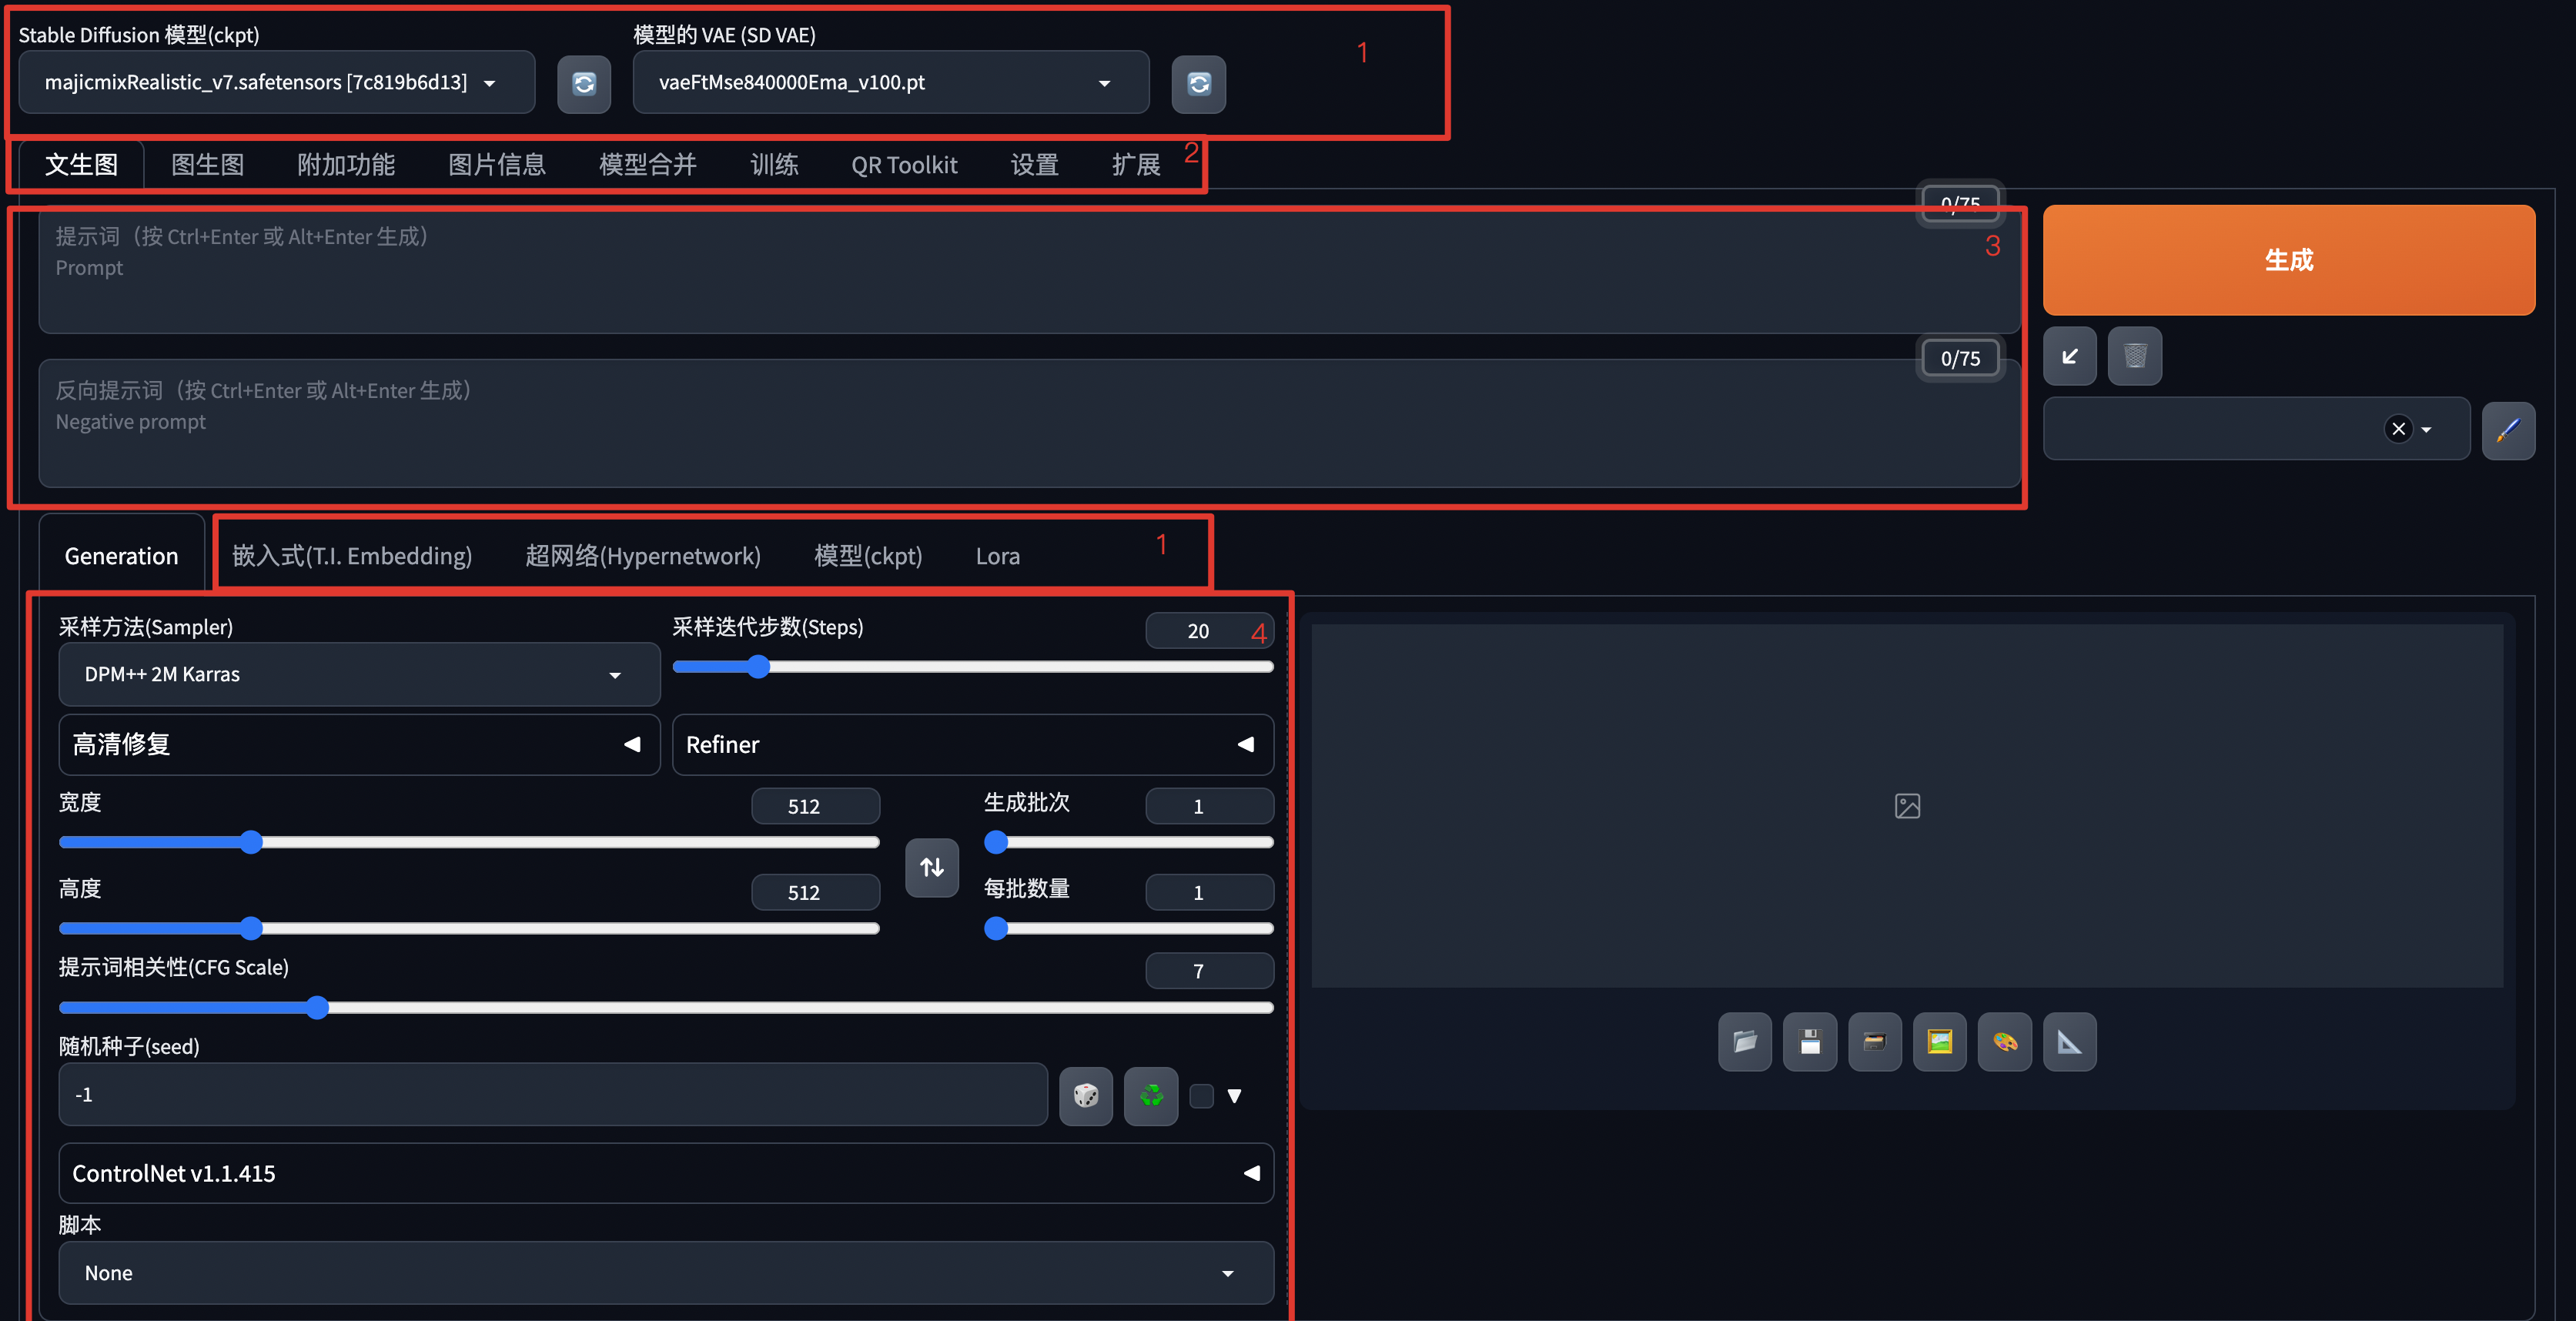 Stable Diffusion 模型(ckpt)
模型的 VAE (SD VAE)
1
majicmixRealistic_v7.safetensors [7c819b6d13]
vaeFtMse840000Ema_v100.pt
文生图 图生图 附加功能 图片信息 模型合并 训练 QR Toolkit 设置 扩展
2
0/75
提示词（按 Ctrl+Enter 或 Alt+Enter 生成）
Prompt
3
生成
0/75
反向提示词（按 Ctrl+Enter 或 Alt+Enter 生成）
Negative prompt
Generation 嵌入式(T.I. Embedding) 超网络(Hypernetwork) 模型(ckpt) Lora
1
采样方法(Sampler)
采样迭代步数(Steps)
20
4
DPM++ 2M Karras
高清修复
Refiner
宽度
512
生成批次
1
高度
512
每批数量
1
提示词相关性(CFG Scale)
7
随机种子(seed)
-1
ControlNet v1.1.415
脚本
None